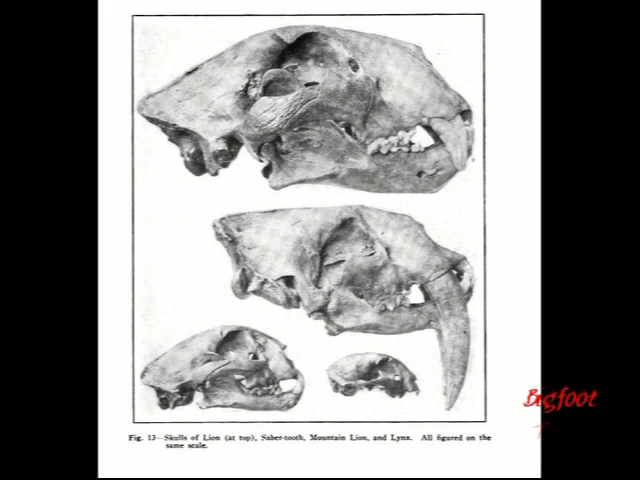 Fig. 13—Skulls of Lion (at top), Saber-tooth, Mountain Lion, and Lynx. All figured on the
same scale.
Bigfoot
T